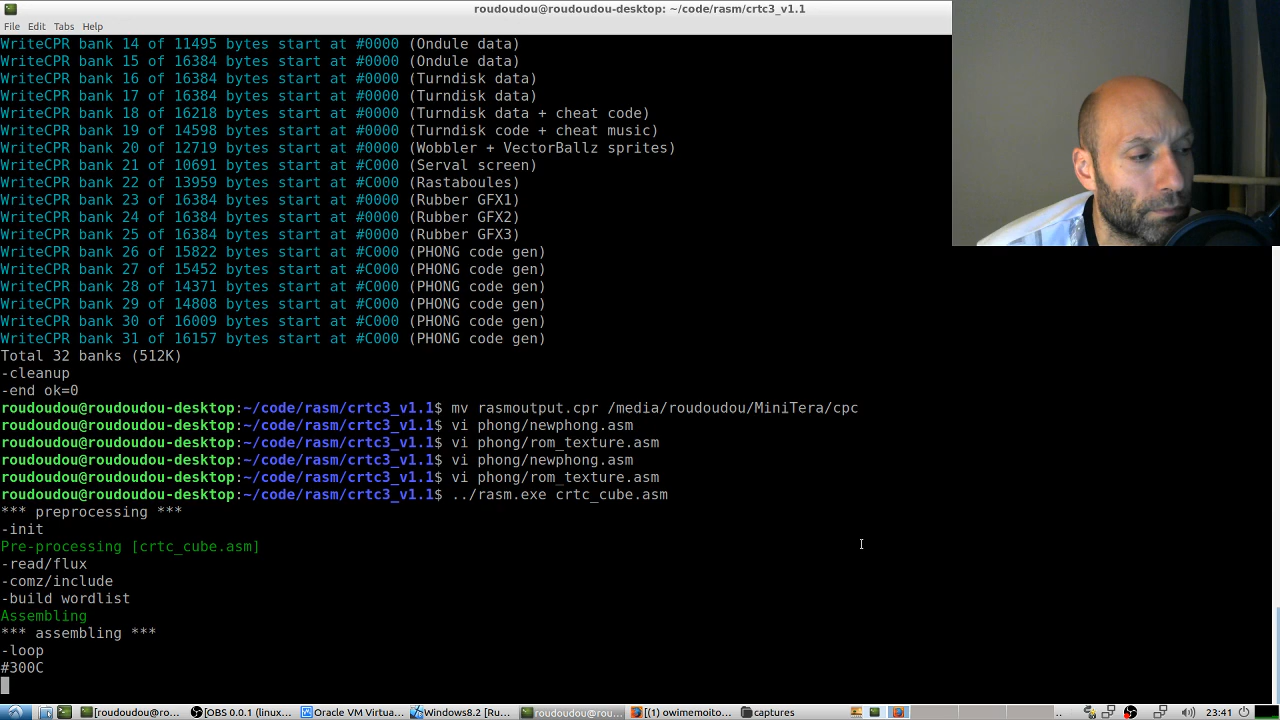 roudoudou@roudoudou-desktop: ~/code/rasm/crtc3_v1.1
File Edit Tabs Help
WriteCPR bank 14 of 11495 bytes start at #0000 (Ondule data)
WriteCPR bank 15 of 16384 bytes start at #0000 (Ondule data)
WriteCPR bank 16 of 16384 bytes start at #0000 (Turndisk data)
WriteCPR bank 17 of 16384 bytes start at #0000 (Turndisk data)
WriteCPR bank 18 of 16218 bytes start at #0000 (Turndisk data + cheat code)
WriteCPR bank 19 of 14598 bytes start at #0000 (Turndisk code + cheat music)
WriteCPR bank 20 of 12719 bytes start at #0000 (Wobbler + VectorBallz sprites)
WriteCPR bank 21 of 10691 bytes start at #C000 (Serval screen)
WriteCPR bank 22 of 13959 bytes start at #C000 (Rastaboules)
WriteCPR bank 23 of 16384 bytes start at #0000 (Rubber GFX1)
WriteCPR bank 24 of 16384 bytes start at #0000 (Rubber GFX2)
WriteCPR bank 25 of 16384 bytes start at #0000 (Rubber GFX3)
WriteCPR bank 26 of 15822 bytes start at #C000 (PHONG code gen)
WriteCPR bank 27 of 15452 bytes start at #C000 (PHONG code gen)
WriteCPR bank 28 of 14371 bytes start at #C000 (PHONG code gen)
WriteCPR bank 29 of 14808 bytes start at #C000 (PHONG code gen)
WriteCPR bank 30 of 16009 bytes start at #C000 (PHONG code gen)
WriteCPR bank 31 of 16157 bytes start at #C000 (PHONG code gen)
Total 32 banks (512K)
-cleanup
-end ok=0
roudoudou@roudoudou-desktop:~/code/rasm/crtc3_v1.1$ mv rasmoutput.cpr /media/roudoudou/MiniTera/cpc
roudoudou@roudoudou-desktop:~/code/rasm/crtc3_v1.1$ vi phong/newphong.asm
roudoudou@roudoudou-desktop:~/code/rasm/crtc3_v1.1$ vi phong/rom_texture.asm
roudoudou@roudoudou-desktop:~/code/rasm/crtc3_v1.1$ vi phong/newphong.asm
roudoudou@roudoudou-desktop:~/code/rasm/crtc3_v1.1$ vi phong/rom_texture.asm
roudoudou@roudoudou-desktop:~/code/rasm/crtc3_v1.1$ ../rasm.exe crtc_cube.asm
*** preprocessing ***
-init
Pre-processing [crtc_cube.asm]
-read/flux
-comz/include
-build wordlist
Assembling
*** assembling ***
-loop
#300C
[roudoudou@ro... [OBS 0.0.1 (linux... Oracle VM Virtua... Windows8.2 [Ru... roudoudou@rou... [(1) owimemoito... captures .. 23:41